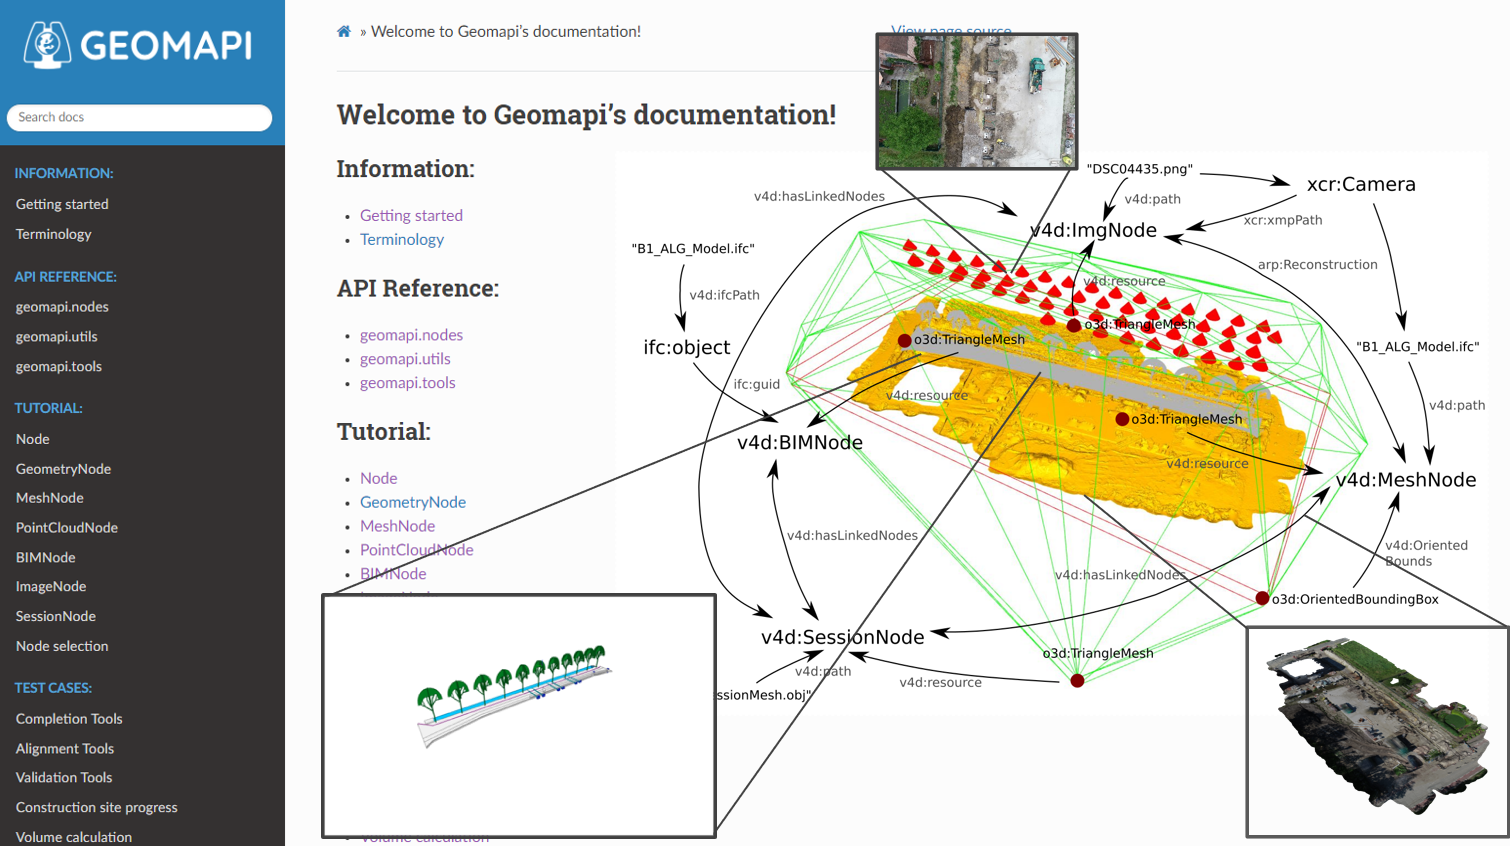 GEOMAPI
Search docs
INFORMATION:
Getting started
Terminology
API REFERENCE:
geomapi.nodes
geomapi.utils
geomapi.tools
TUTORIAL:
Node
GeometryNode
MeshNode
PointCloudNode
BIMNode
ImageNode
SessionNode
Node selection
TEST CASES:
Completion Tools
Alignment Tools
Validation Tools
Construction site progress
Volume calculation
» Welcome to Geomapi's documentation!
View page source
Welcome to Geomapi's documentation!
Information:
• Getting started
• Terminology
API Reference:
• geomapi.nodes
• geomapi.utils
• geomapi.tools
Tutorial:
• Node
• GeometryNode
• MeshNode
• PointCloudNode
• BIMNode
Volume calculation
"DSC04435.png"
xcr:Camera
v4d:hasLinkedNodes
v4d:path
xcr:xmpPath
v4d:ImgNode
"B1_ALG_Model.ifc"
arp:Reconstruction
v4d:resource
v4d:ifcPath
o3d:TriangleMesh
o3d:TriangleMesh
ifc:object
"B1_ALG_Model.ifc"
ifc:guid
v4d:resource
v4d:path
o3d:TriangleMesh
v4d:BIMNode
v4d:resource
v4d:MeshNode
v4d:hasLinkedNodes
v4d:Oriented
Bounds
v4d:hasLinkedNodes
o3d:OrientedBoundingBox
v4d:SessionNode
o3d:TriangleMesh
v4d:path
v4d:resource
ssionMesh.obj"